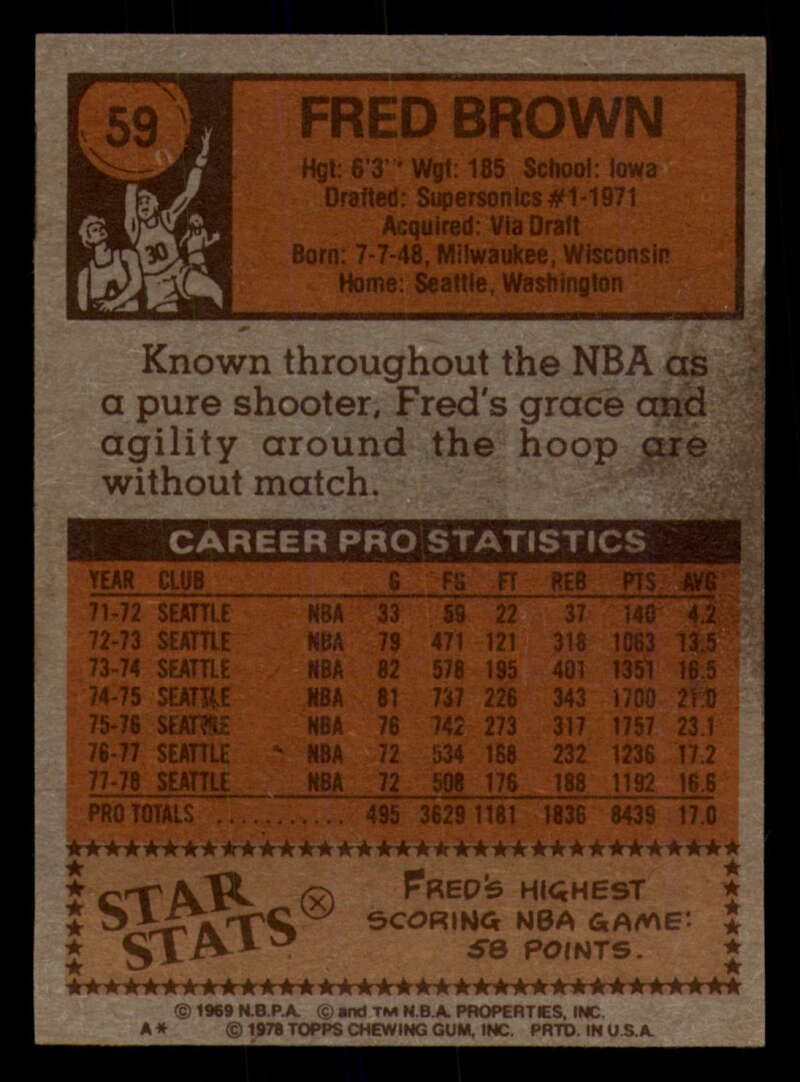 59
FRED BROWN
Hgt: 6'3"* Wgt: 185 School: Iowa
Drafted: Supersonics #1-1971
Acquired: Via Draft
Born: 7-7-48, Milwaukee, Wisconsin
Home: Seattle, Washington
30
Known throughout the NBA as
a pure shooter, Fred's grace and
agility around the hoop are
without match.
CAREER PRO STATISTICS
YEAR CLUB G FG FT REB PTS AVG
71-72 SEATTLE NBA 33 59 22 37 140 4.2
72-73 SEATTLE NBA 79 471 121 318 1063 13.5
73-74 SEATTLE NBA 82 578 195 401 1351 16.5
74-75 SEATTLE NBA 81 737 226 343 1700 21.0
75-76 SEATTLE NBA 76 742 273 317 1757 23.1
76-77 SEATTLE NBA 72 534 168 232 1236 17.2
77-78 SEATTLE NBA 72 508 176 188 1192 16.6
PRO TOTALS ........... 495 3629 1181 1836 8439 17.0
STAR STATS
FRED'S HIGHEST
SCORING NBA GAME:
58 POINTS.
© 1969 N.B.P.A. © and TM N.B.A. PROPERTIES, INC.
A* © 1978 TOPPS CHEWING GUM, INC. PRTD. IN U.S.A.